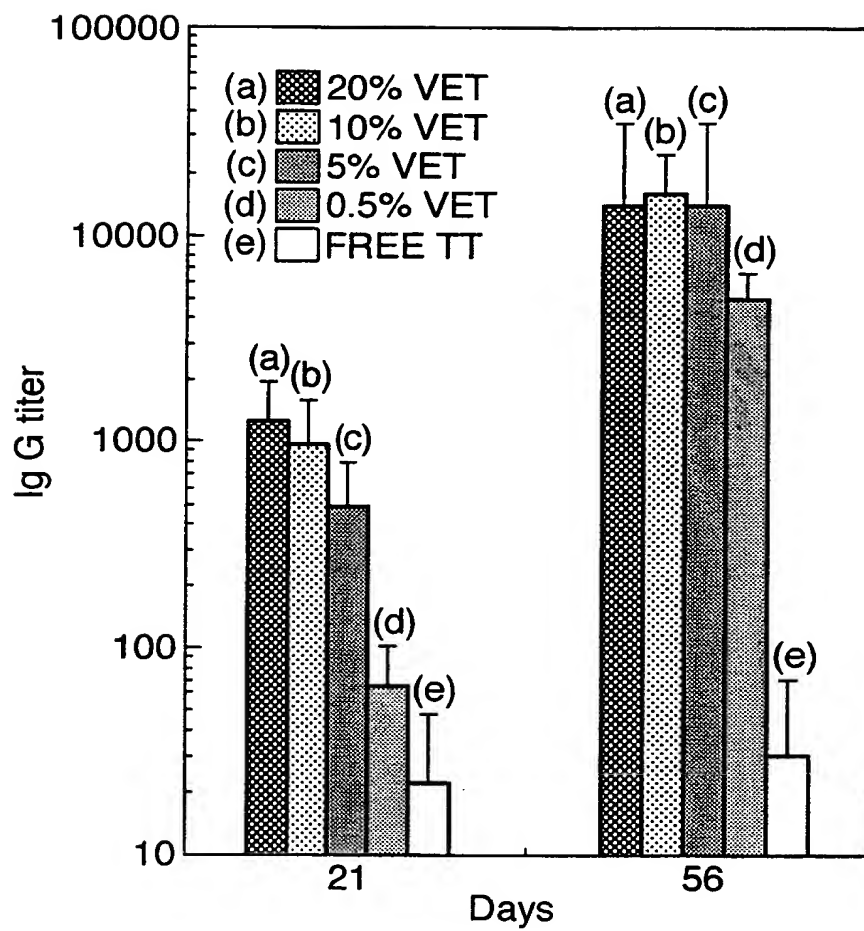 100000
(a) 20% VET
(b) 10% VET
(c) 5% VET
(d) 0.5% VET
(e) FREE TT
10000
1000
100
10
Ig G titer
(a)
(b)
(c)
(d)
(e)
(a)
(b)
(c)
(d)
(e)
21
56
Days